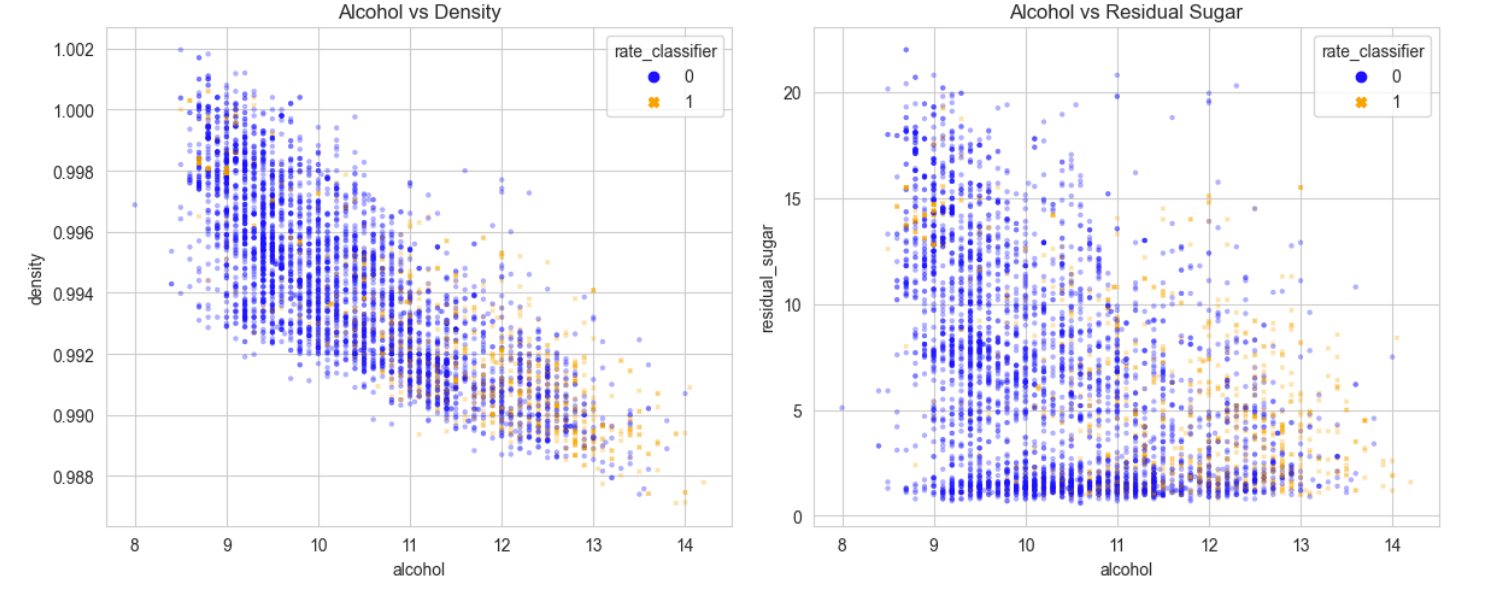 Alcohol vs Density
rate_classifier
0
1
1.002
1.000
0.998
0.996
0.994
0.992
0.990
0.988
density
8 9 10 11 12 13 14
alcohol
Alcohol vs Residual Sugar
rate_classifier
0
1
20
15
10
5
0
residual_sugar
8 9 10 11 12 13 14
alcohol